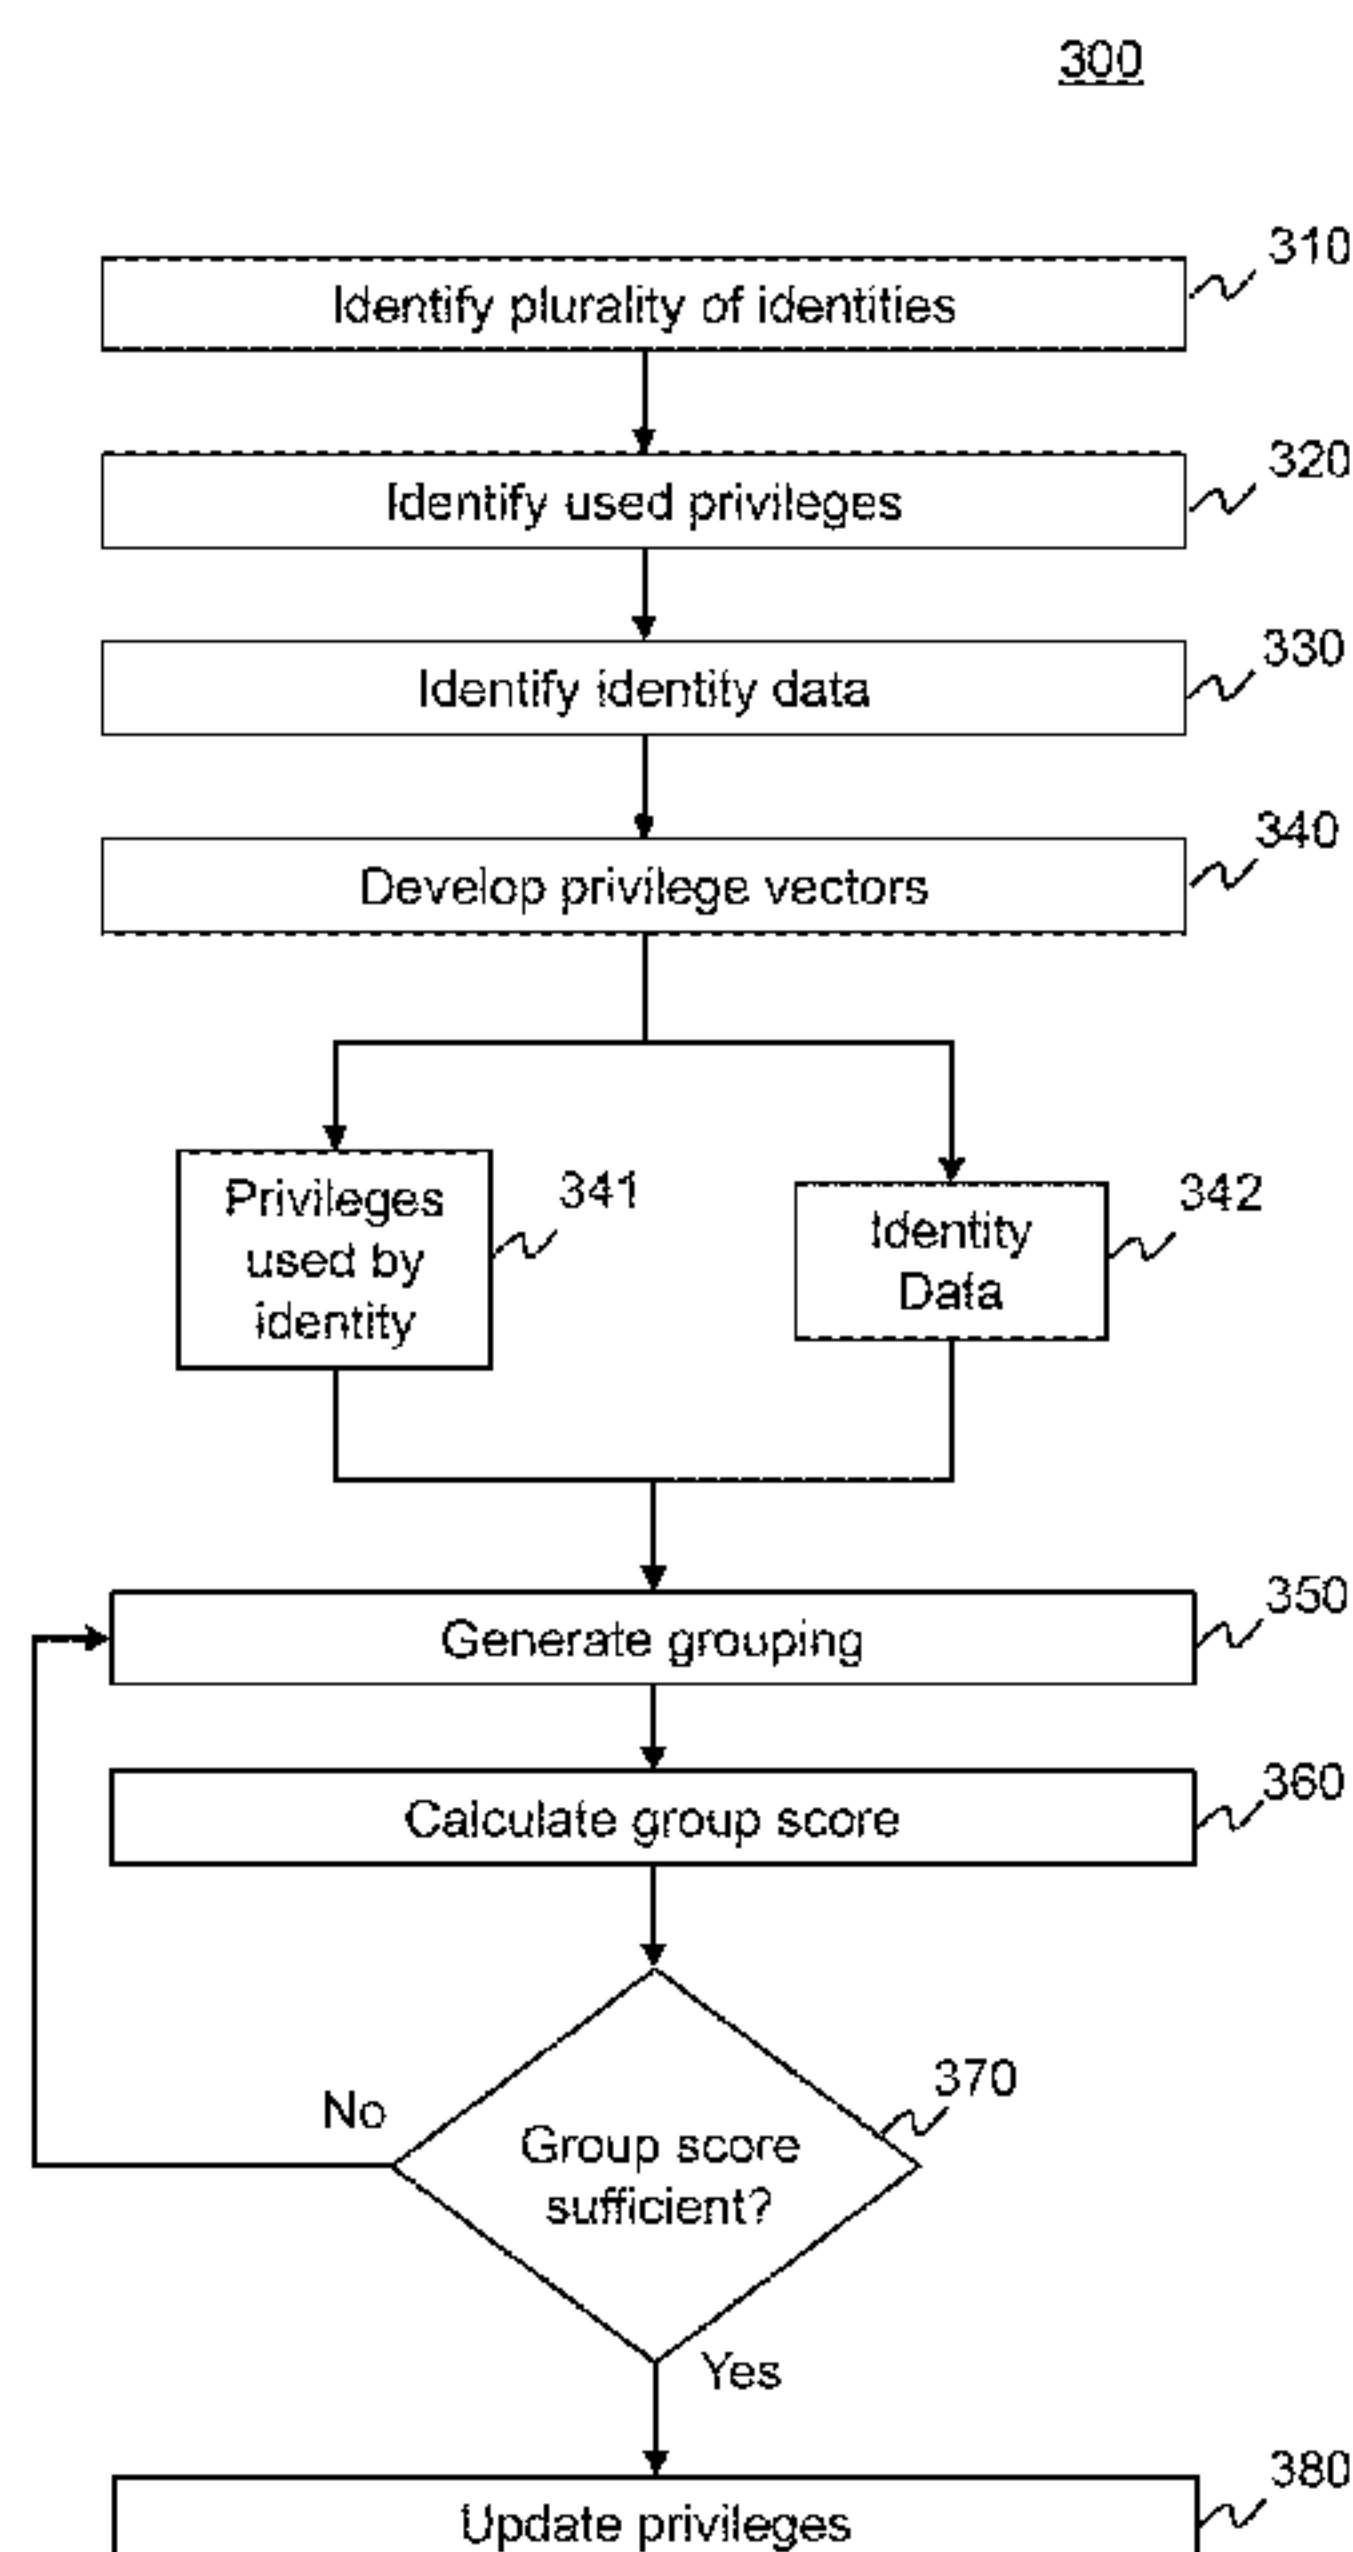 300
310
Identify plurality of identities
320
Identify used privileges
330
Identify identity data
340
Develop privilege vectors
Privileges
used by
identity
341
Identity
Data
342
350
Generate grouping
360
Calculate group score
370
No
Group score
sufficient?
Yes
380
Update privileges